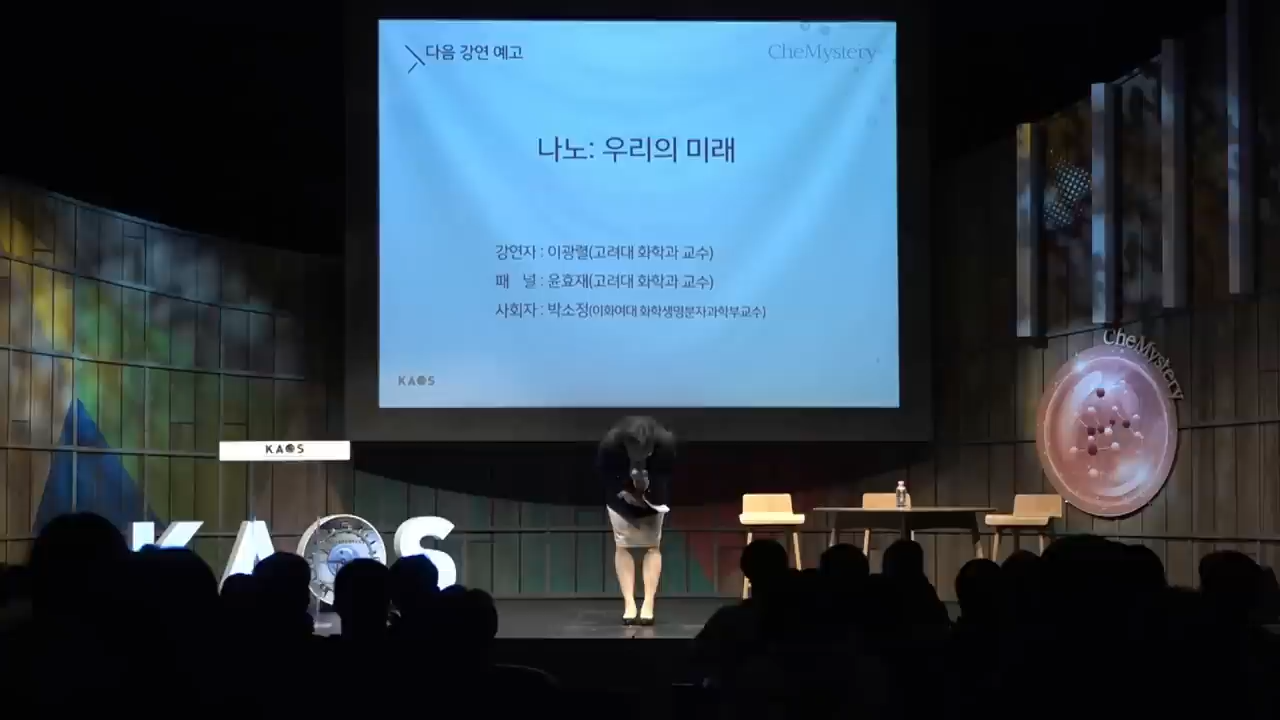 다음 강연 예고
CheMystery
나노: 우리의 미래
강연자 : 이광렬(고려대 화학과 교수)
패 널 : 윤효재(고려대 화학과 교수)
사회자 : 박소정(이화여대 화학생명분자과학부교수)
KAOS
KAOS
KAOS
CheMystery